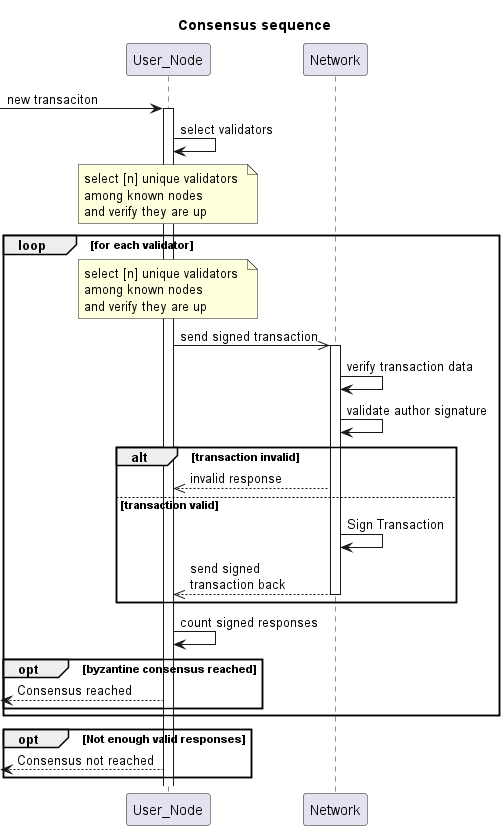 Consensus sequence
User_Node
Network
new transaciton
select validators
select [n] unique validators
among known nodes
and verify they are up
loop
[for each validator]
select [n] unique validators
among known nodes
and verify they are up
send signed transaction
verify transaction data
validate author signature
alt
[transaction invalid]
invalid response
[transaction valid]
Sign Transaction
send signed
transaction back
count signed responses
opt
[byzantine consensus reached]
Consensus reached
opt
[Not enough valid responses]
Consensus not reached
User_Node
Network